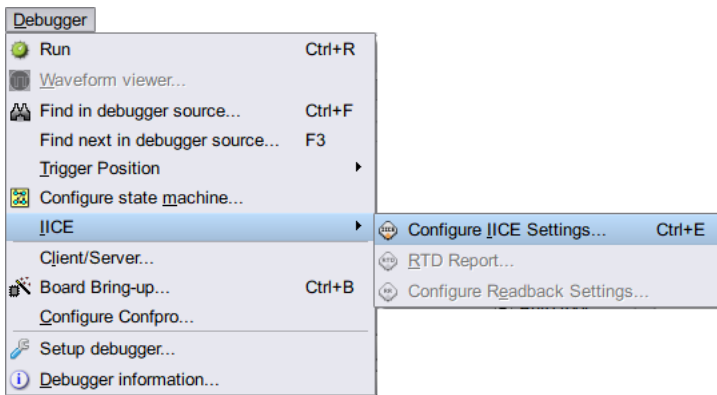 Debugger
Run Ctrl+R
Waveform viewer...
Find in debugger source... Ctrl+F
Find next in debugger source... F3
Trigger Position
Configure state machine...
IICE
Configure IICE Settings... Ctrl+E
Client/Server...
RTD Report...
Board Bring-up... Ctrl+B
Configure Readback Settings...
Configure Confpro...
Setup debugger...
Debugger information...